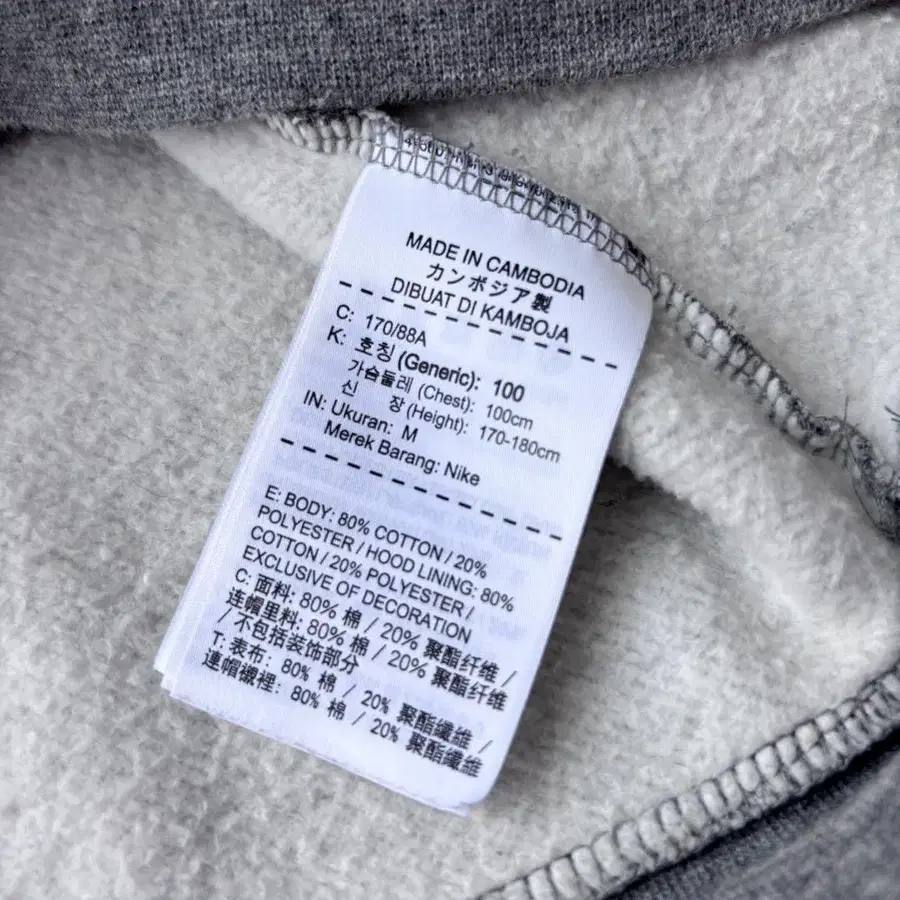 MADE IN CAMBODIA
カンボジア製
DIBUAT DI KAMBOJA
C: 170/88A
K: 호칭 (Generic): 100
가슴둘레 (Chest): 100cm
신 장 (Height): 170-180cm
IN: Ukuran: M
Merek Barang: Nike
E: BODY: 80% COTTON / 20%
POLYESTER / HOOD LINING: 80%
COTTON / 20% POLYESTER /
EXCLUSIVE OF DECORATION
C: 面料: 80% 棉 / 20% 聚酯纤维 /
连帽里料: 80% 棉 / 20% 聚酯纤维
/ 不包括装饰部分
T: 表布: 80% 棉 / 20% 聚酯纖維 /
連帽襯裡: 80% 棉 / 20% 聚酯纖維